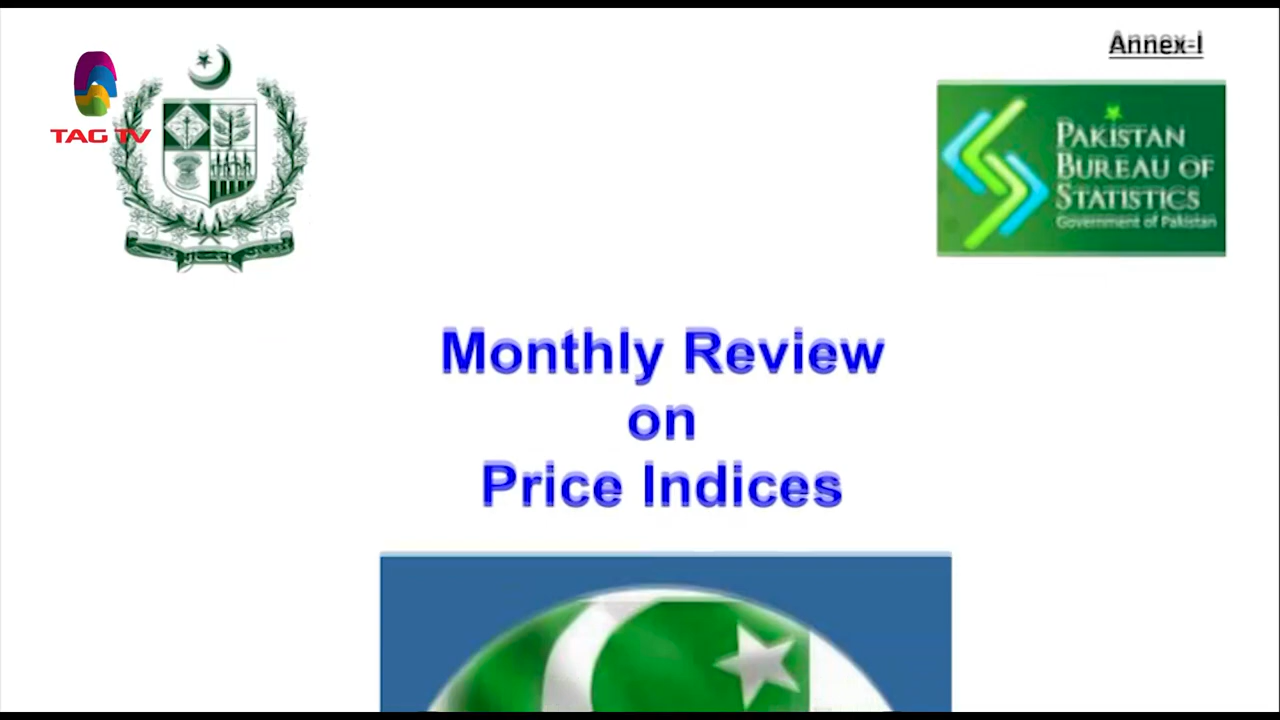 Annex-I
TAG TV
PAKISTAN
BUREAU OF
STATISTICS
Government of Pakistan
Monthly Review
on
Price Indices